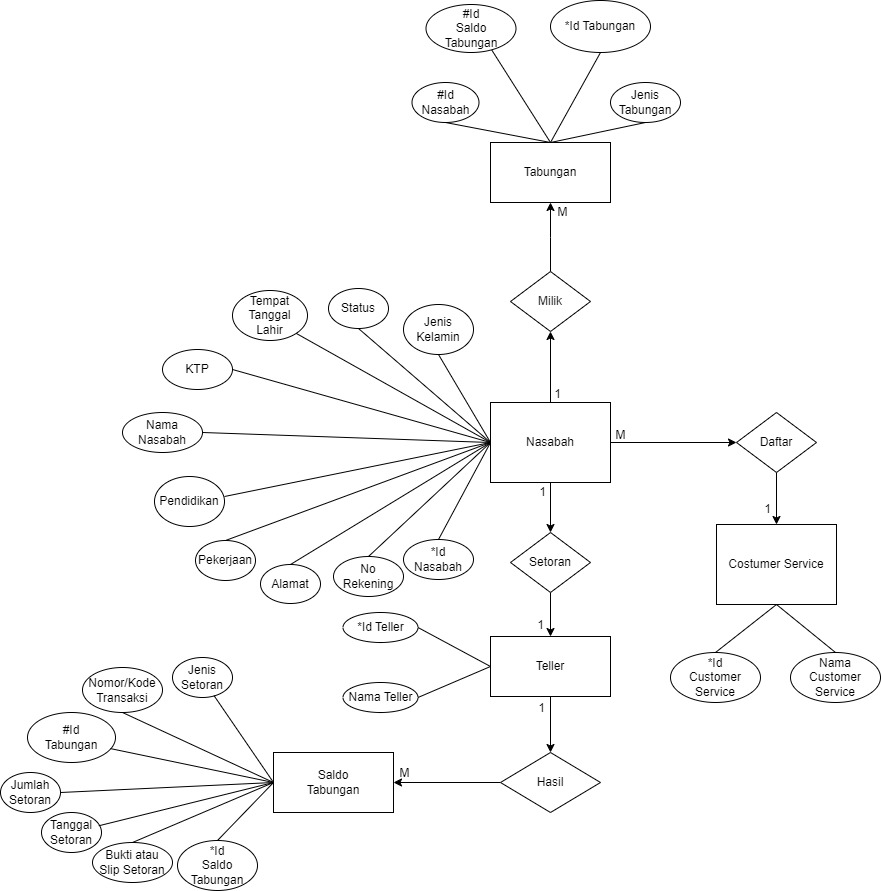 #Id
Saldo
Tabungan
*Id Tabungan
#Id
Nasabah
Jenis
Tabungan
Tabungan
M
Milik
1
Tempat
Tanggal
Lahir
Status
Jenis
Kelamin
KTP
Nama
Nasabah
Pendidikan
Pekerjaan
Alamat
No
Rekening
*Id
Nasabah
Nasabah
M
Daftar
1
Costumer Service
*Id
Customer
Service
Nama
Customer
Service
1
Setoran
1
*Id Teller
Nama Teller
Teller
1
Hasil
M
Saldo
Tabungan
Jenis
Setoran
Nomor/Kode
Transaksi
#Id
Tabungan
Jumlah
Setoran
Tanggal
Setoran
Bukti atau
Slip Setoran
*Id
Saldo
Tabungan